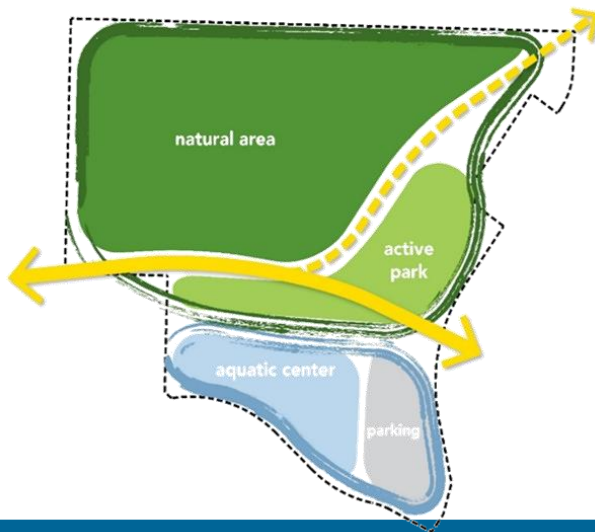 natural area
active
park
aquatic center
parking